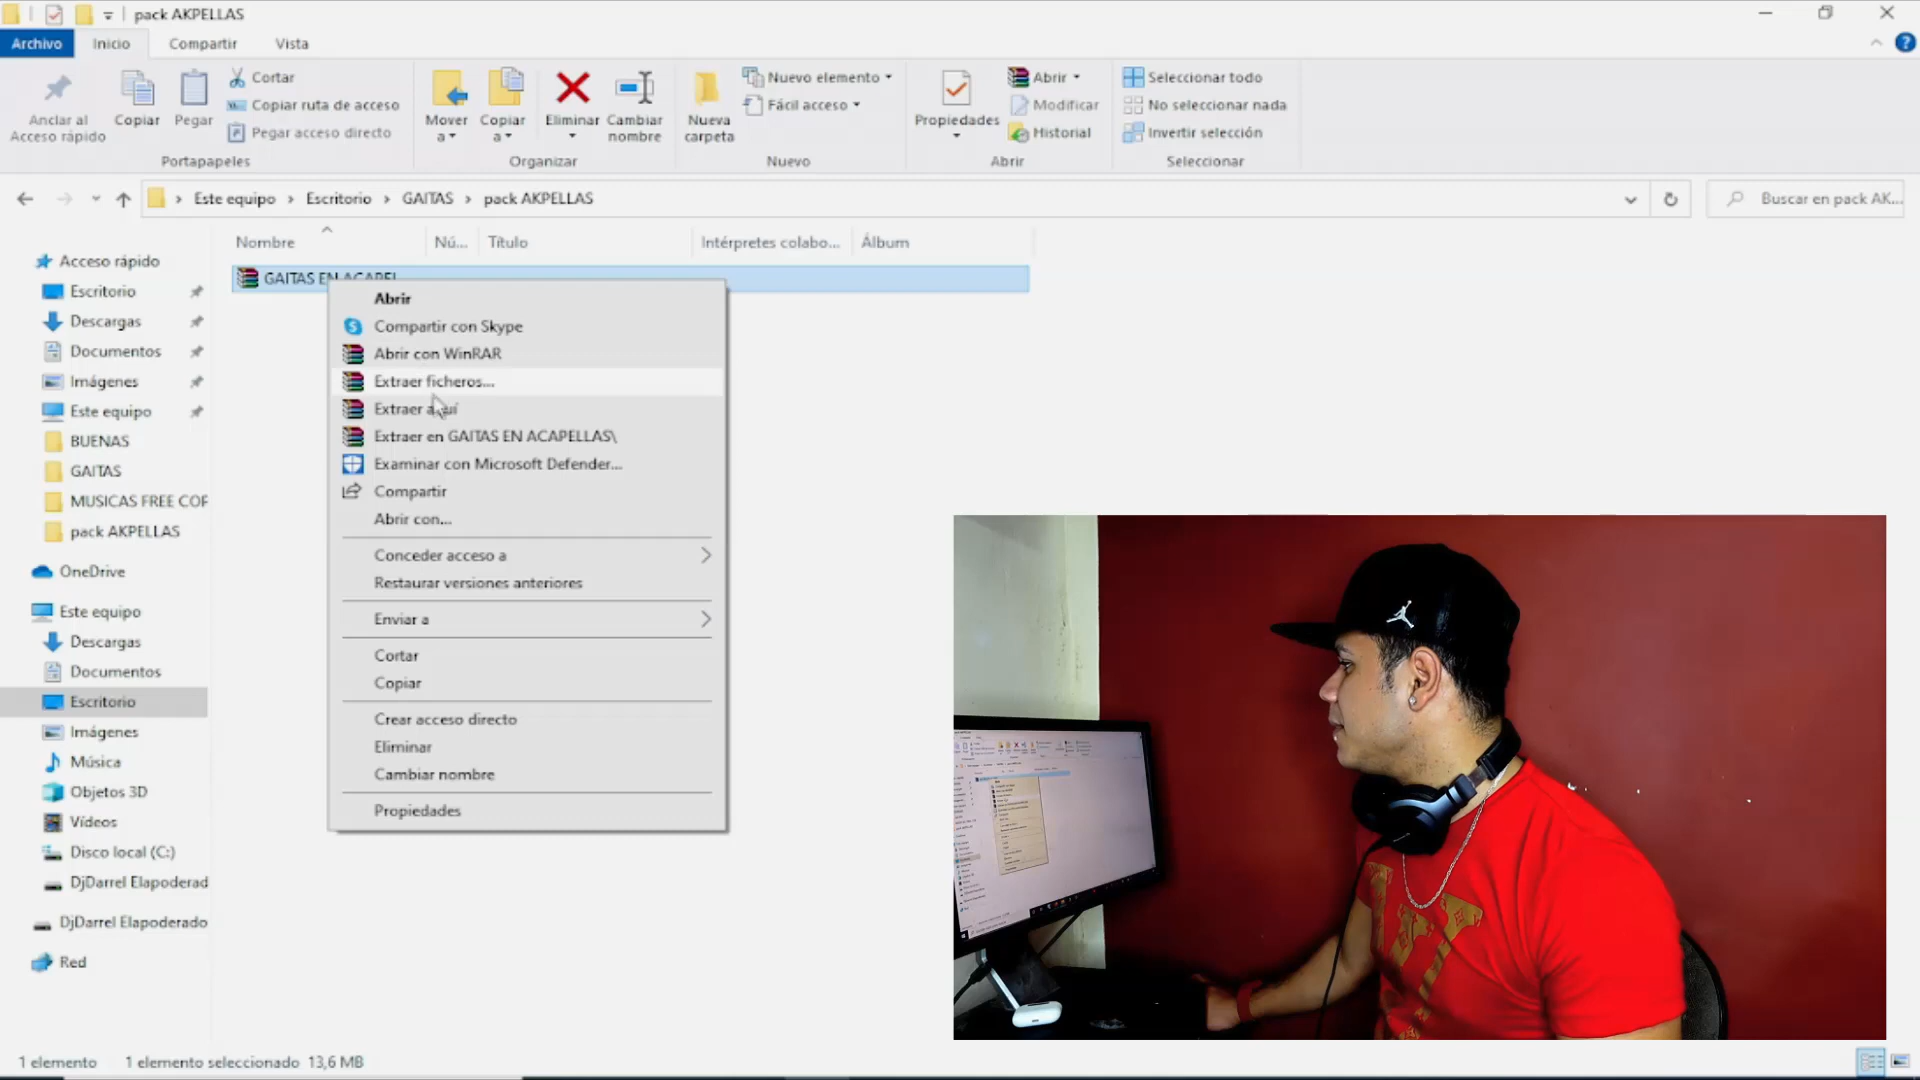 pack AKPELLAS
Archivo
Inicio
Compartir
Vista
Anclar al
Acceso rápido
Copiar
Pegar
Cortar
Copiar ruta de acceso
Pegar acceso directo
Portapapeles
Mover
a
Copiar
a
Eliminar
Cambiar
nombre
Organizar
Nueva
carpeta
Nuevo elemento
Fácil acceso
Nuevo
Propiedades
Abrir
Modificar
Historial
Abrir
Seleccionar todo
No seleccionar nada
Invertir selección
Seleccionar
Este equipo > Escritorio > GAITAS > pack AKPELLAS
Buscar en pack AK...
Nombre
Nú...
Título
Intérpretes colabo...
Álbum
Acceso rápido
Escritorio
Descargas
Documentos
Imágenes
Este equipo
BUENAS
GAITAS
MUSICAS FREE COP
pack AKPELLAS
OneDrive
Este equipo
Descargas
Documentos
Escritorio
Imágenes
Música
Objetos 3D
Vídeos
Disco local (C:)
DjDarrel Elapoderad
DjDarrel Elapoderado
Red
GAITAS EN ACAPEL
Abrir
Compartir con Skype
Abrir con WinRAR
Extraer ficheros...
Extraer aquí
Extraer en GAITAS EN ACAPELLAS\
Examinar con Microsoft Defender...
Compartir
Abrir con...
Conceder acceso a
Restaurar versiones anteriores
Enviar a
Cortar
Copiar
Crear acceso directo
Eliminar
Cambiar nombre
Propiedades
1 elemento
1 elemento seleccionado 13,6 MB